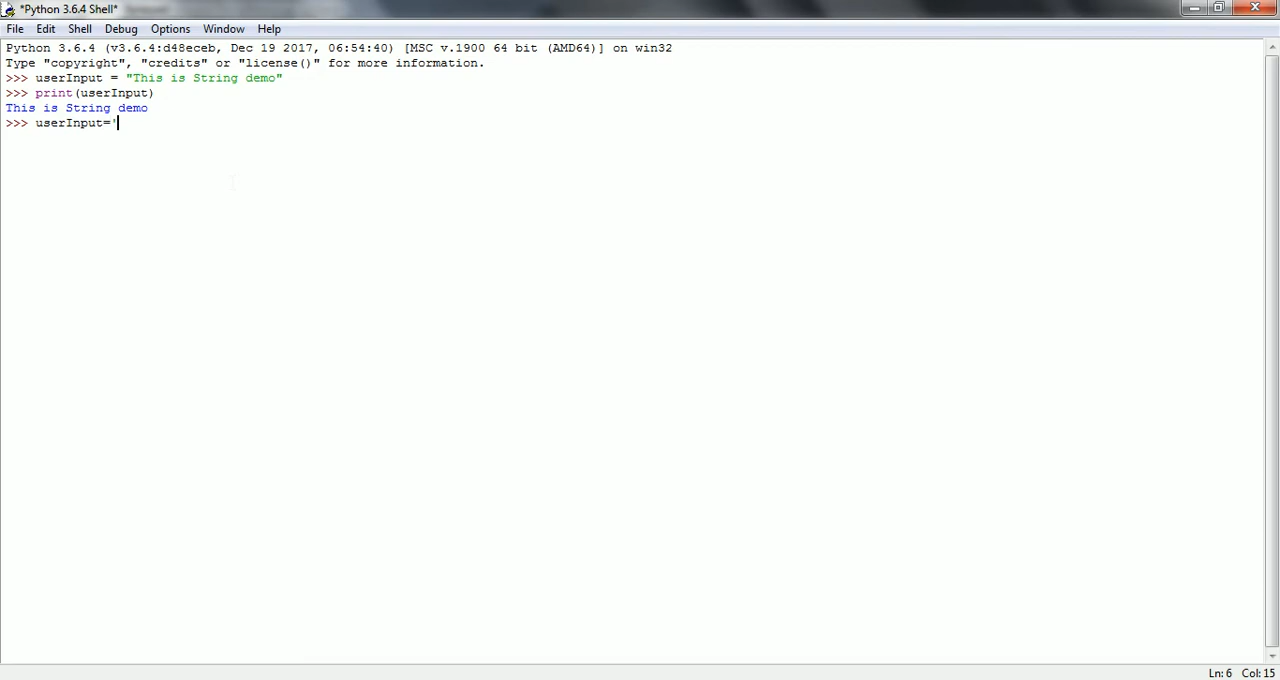 *Python 3.6.4 Shell*
File Edit Shell Debug Options Window Help
Python 3.6.4 (v3.6.4:d48eceb, Dec 19 2017, 06:54:40) [MSC v.1900 64 bit (AMD64)] on win32
Type "copyright", "credits" or "license()" for more information.
>>> userInput = "This is String demo"
>>> print(userInput)
This is String demo
>>> userInput='
Ln: 6 Col: 15